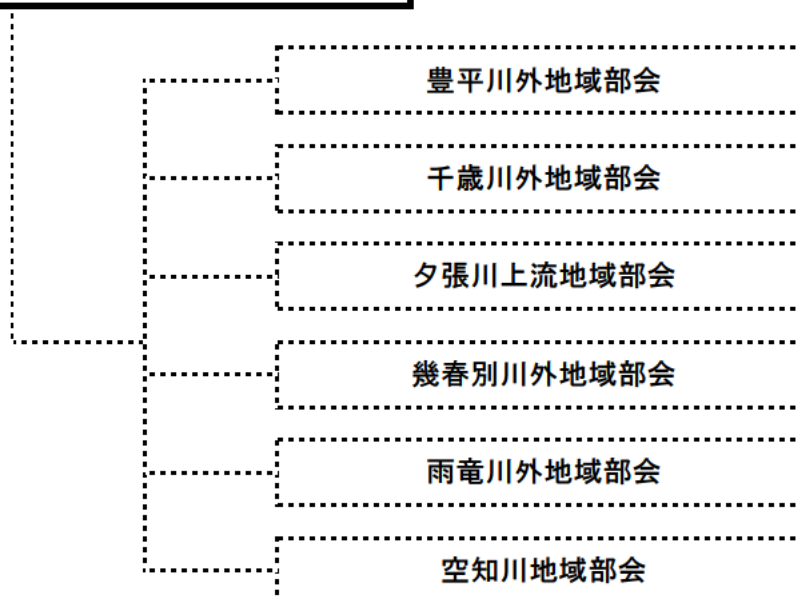 豊平川外地域部会
千歳川外地域部会
夕張川上流地域部会
幾春別川外地域部会
雨竜川外地域部会
空知川地域部会